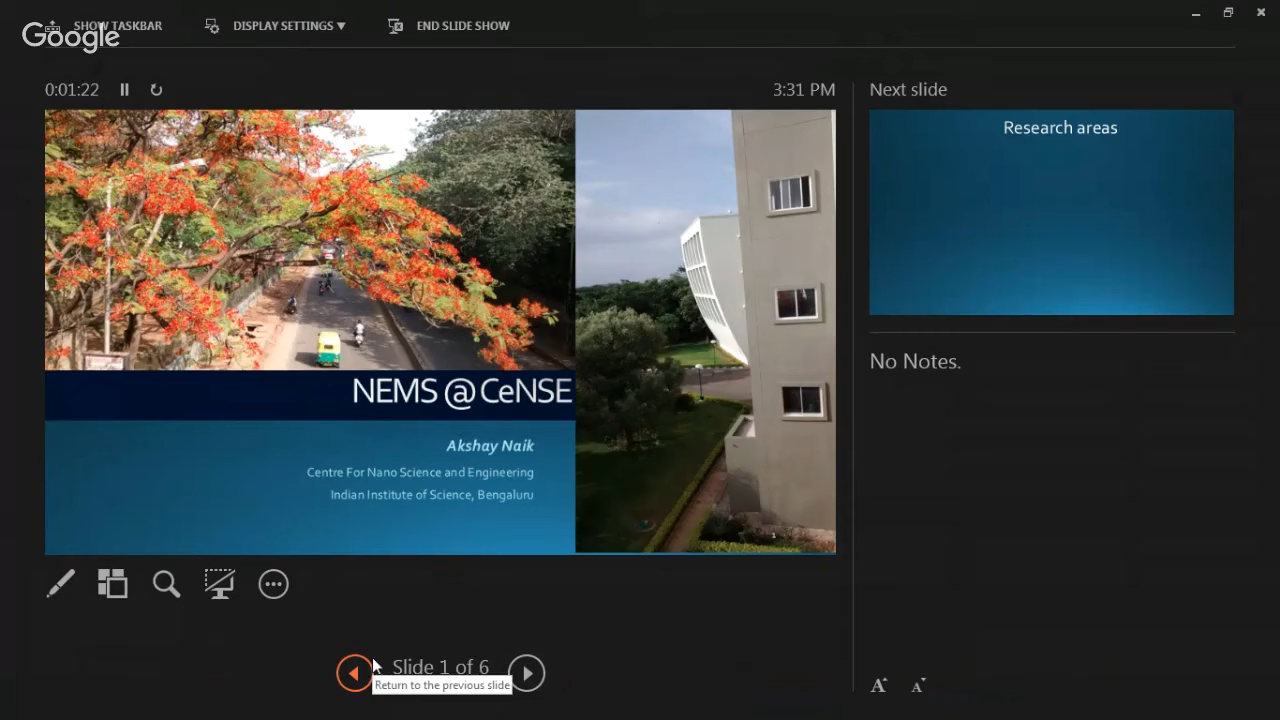 SHOW TASKBAR
DISPLAY SETTINGS ▼
END SLIDE SHOW
Google
0:01:22
3:31 PM
Next slide
Research areas
NEMS @ CeNSE
Akshay Naik
Centre For Nano Science and Engineering
Indian Institute of Science, Bengaluru
1
No Notes.
Slide 1 of 6
Return to the previous slide
A
A